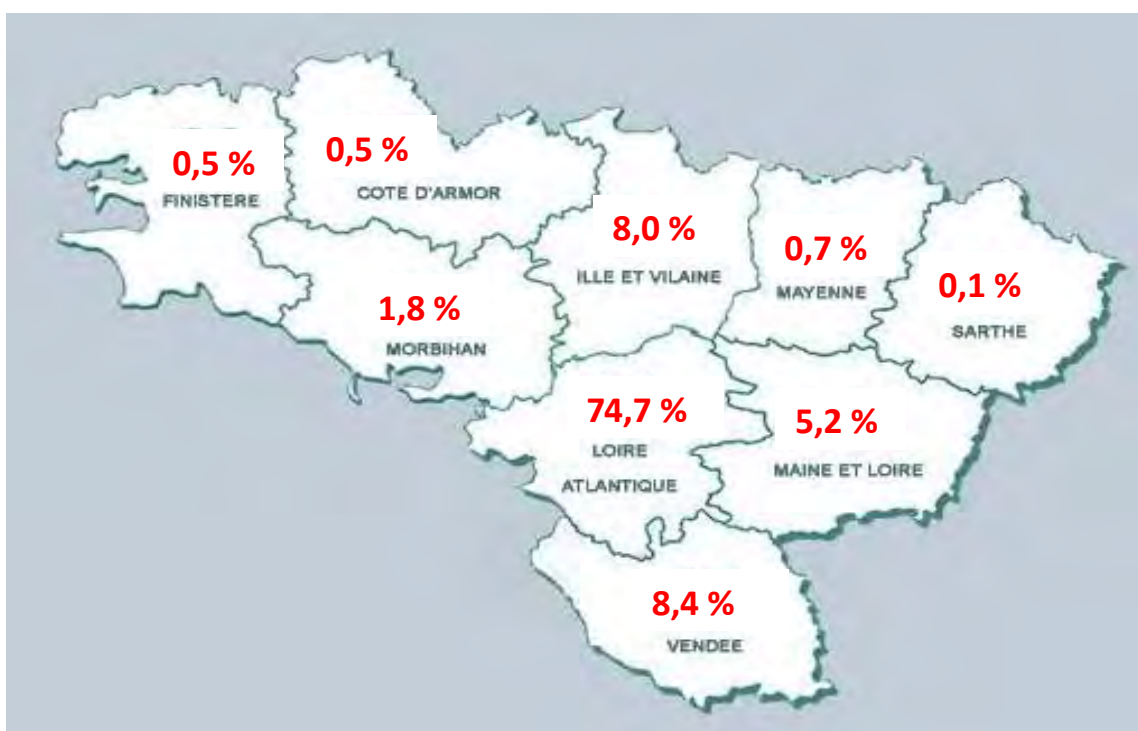 0,5 %
FINISTERE
0,5 %
COTE D'ARMOR
8,0 %
ILLE ET VILAINE
0,7 %
MAYENNE
0,1 %
SARTHE
1,8 %
MORBIHAN
74,7 %
LOIRE
ATLANTIQUE
5,2 %
MAINE ET LOIRE
8,4 %
VENDEE